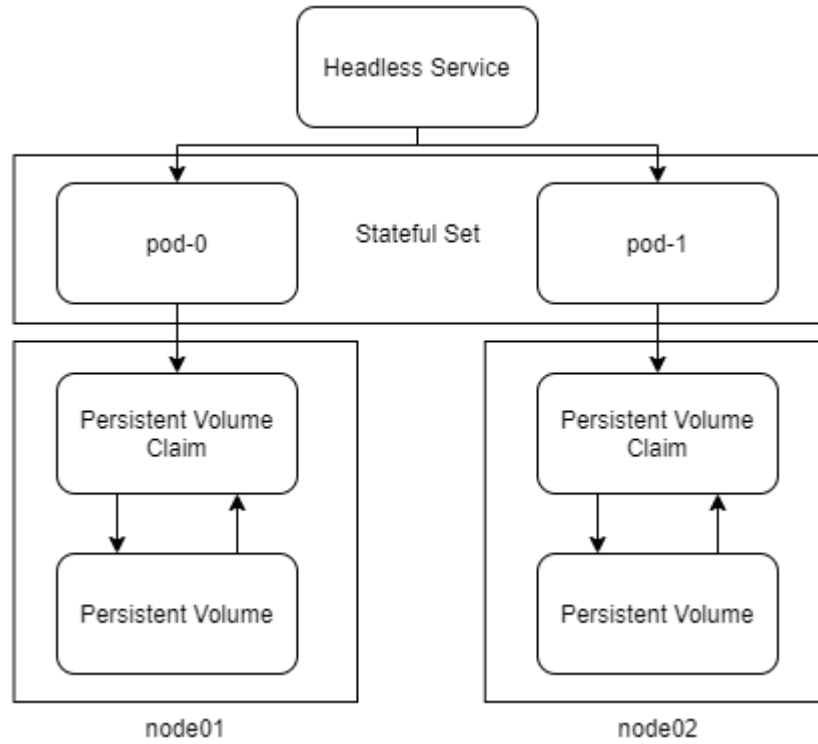 Headless Service
pod-0
Stateful Set
pod-1
Persistent Volume
Claim
Persistent Volume
Claim
Persistent Volume
Persistent Volume
node01
node02